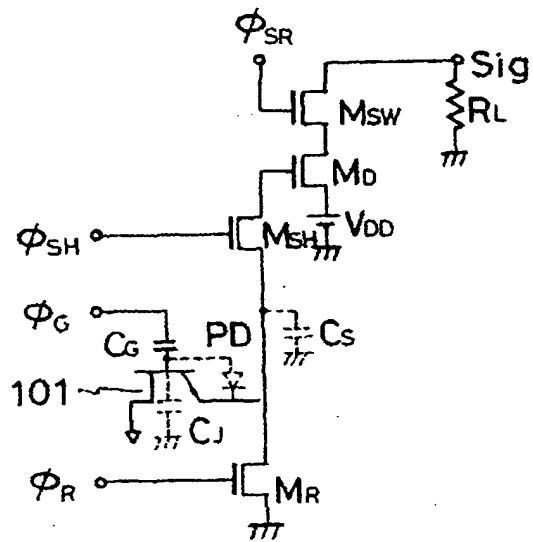 ΦSR
Sig
MSW
RL
MD
VDD
ΦSH
MSH
ΦG
CG
PD
CS
101
CJ
ΦR
MR